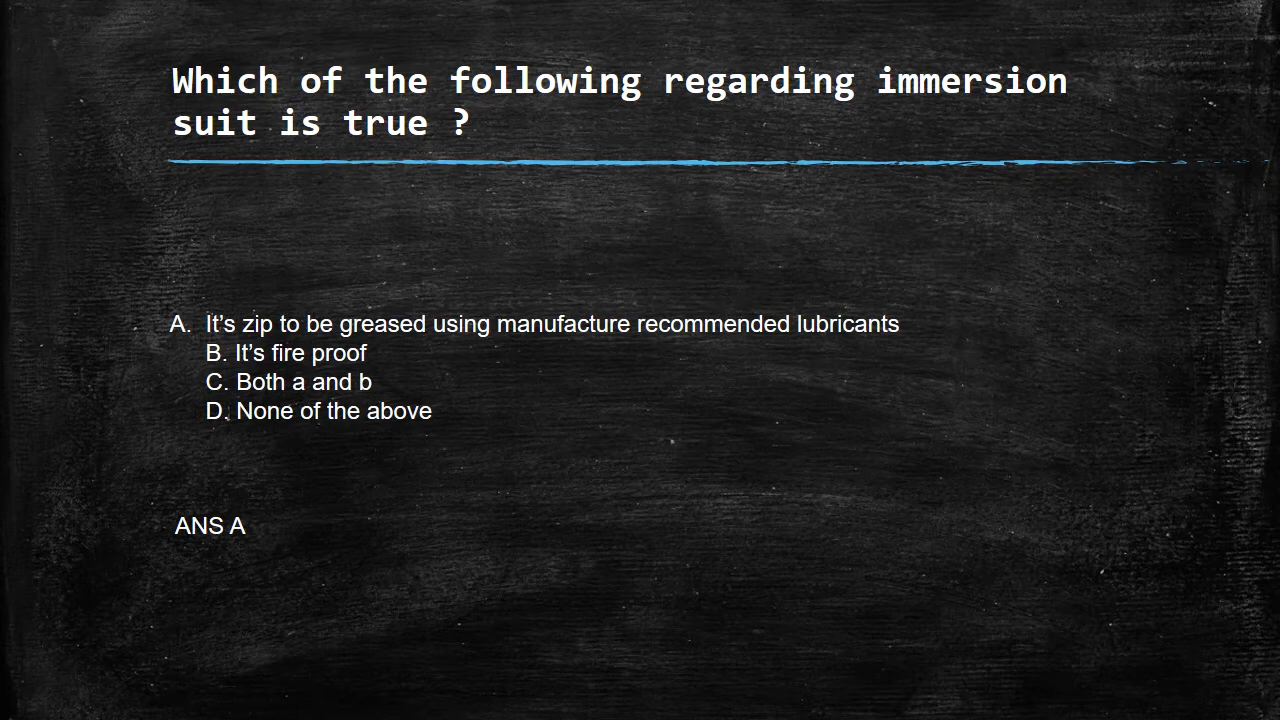 Which of the following regarding immersion
suit is true ?
A. It’s zip to be greased using manufacture recommended lubricants
B. It’s fire proof
C. Both a and b
D. None of the above
ANS A